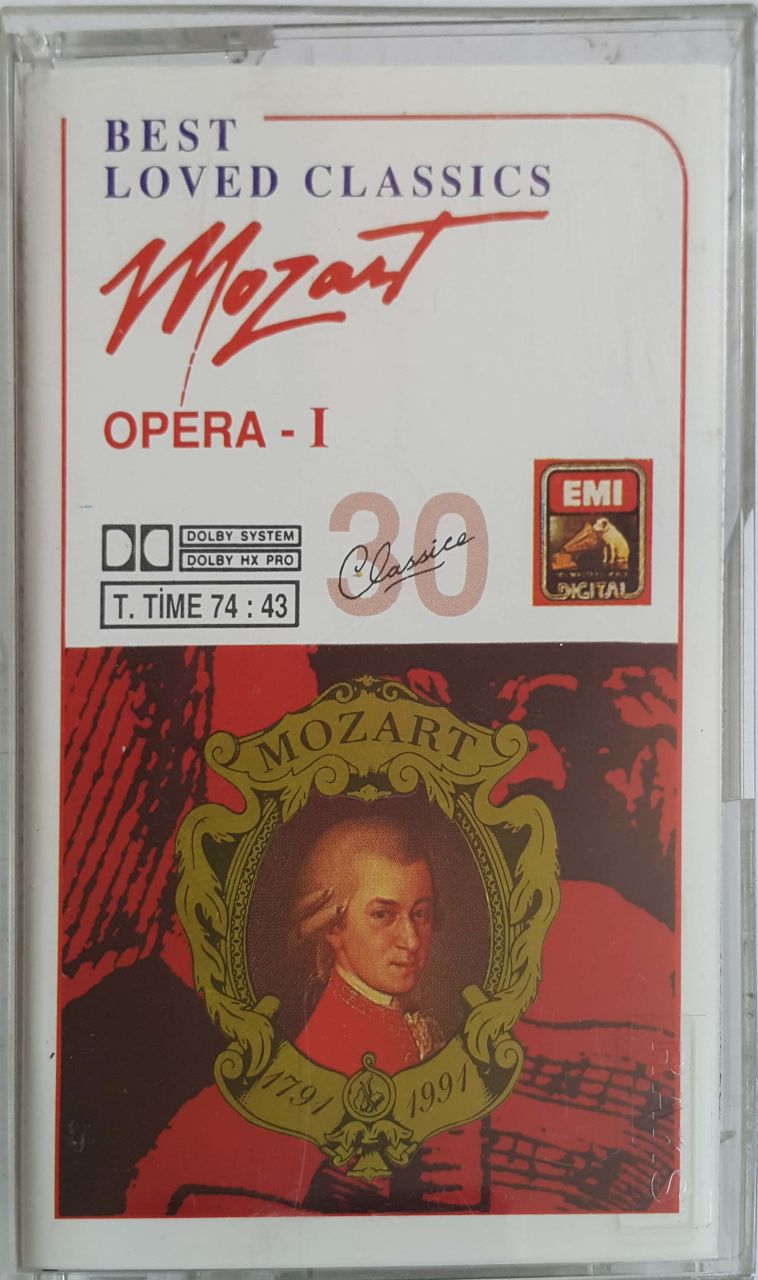 BEST
LOVED CLASSICS
Mozart
OPERA - I
DOLBY SYSTEM
DOLBY HX PRO
T. TİME 74 : 43
30
Classics
EMI
DIGITAL
MOZART
1791 1991